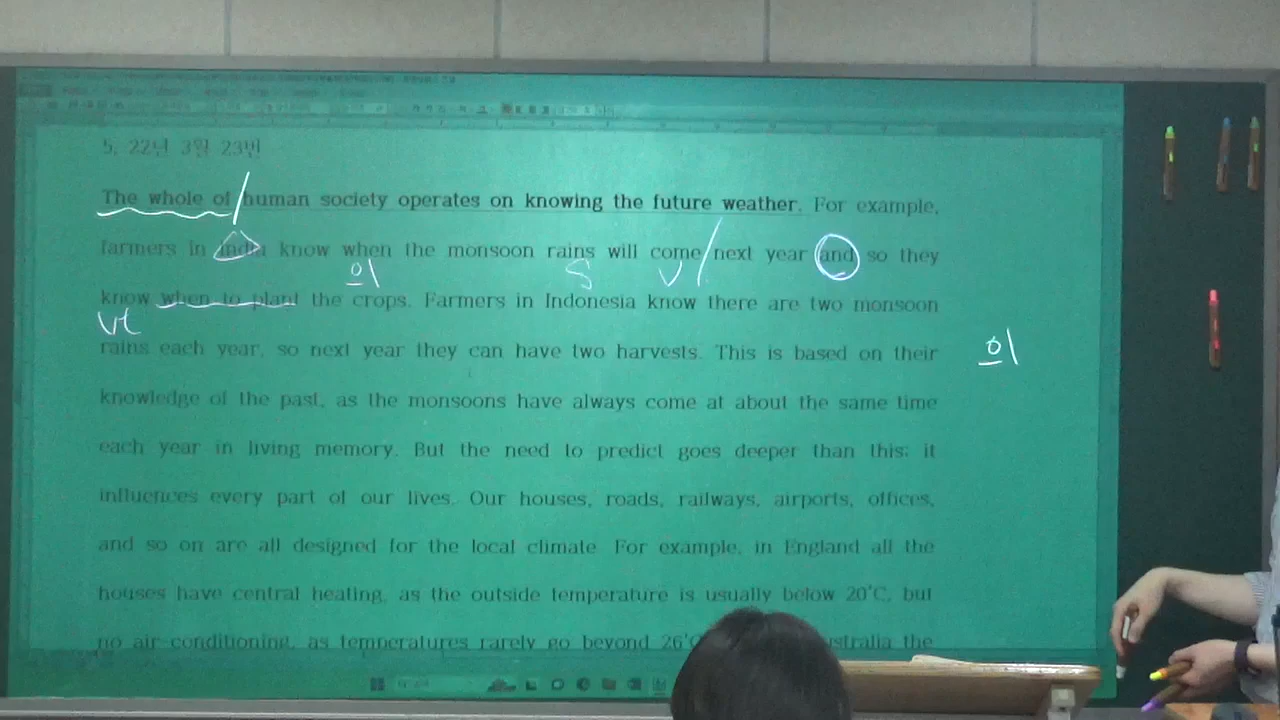 5, 22년 3월 23번
The whole of human society operates on knowing the future weather. For example,
farmers in India know when the monsoon rains will come next year and so they
이 S V
know when to plant the crops. Farmers in Indonesia know there are two monsoon
vt
rains each year, so next year they can have two harvests. This is based on their
이
knowledge of the past, as the monsoons have always come at about the same time
each year in living memory. But the need to predict goes deeper than this; it
influences every part of our lives. Our houses, roads, railways, airports, offices,
and so on are all designed for the local climate For example, in England all the
houses have central heating, as the outside temperature is usually below 20°C, but
no air-conditioning, as temperatures rarely go beyond 26°C ustralia the